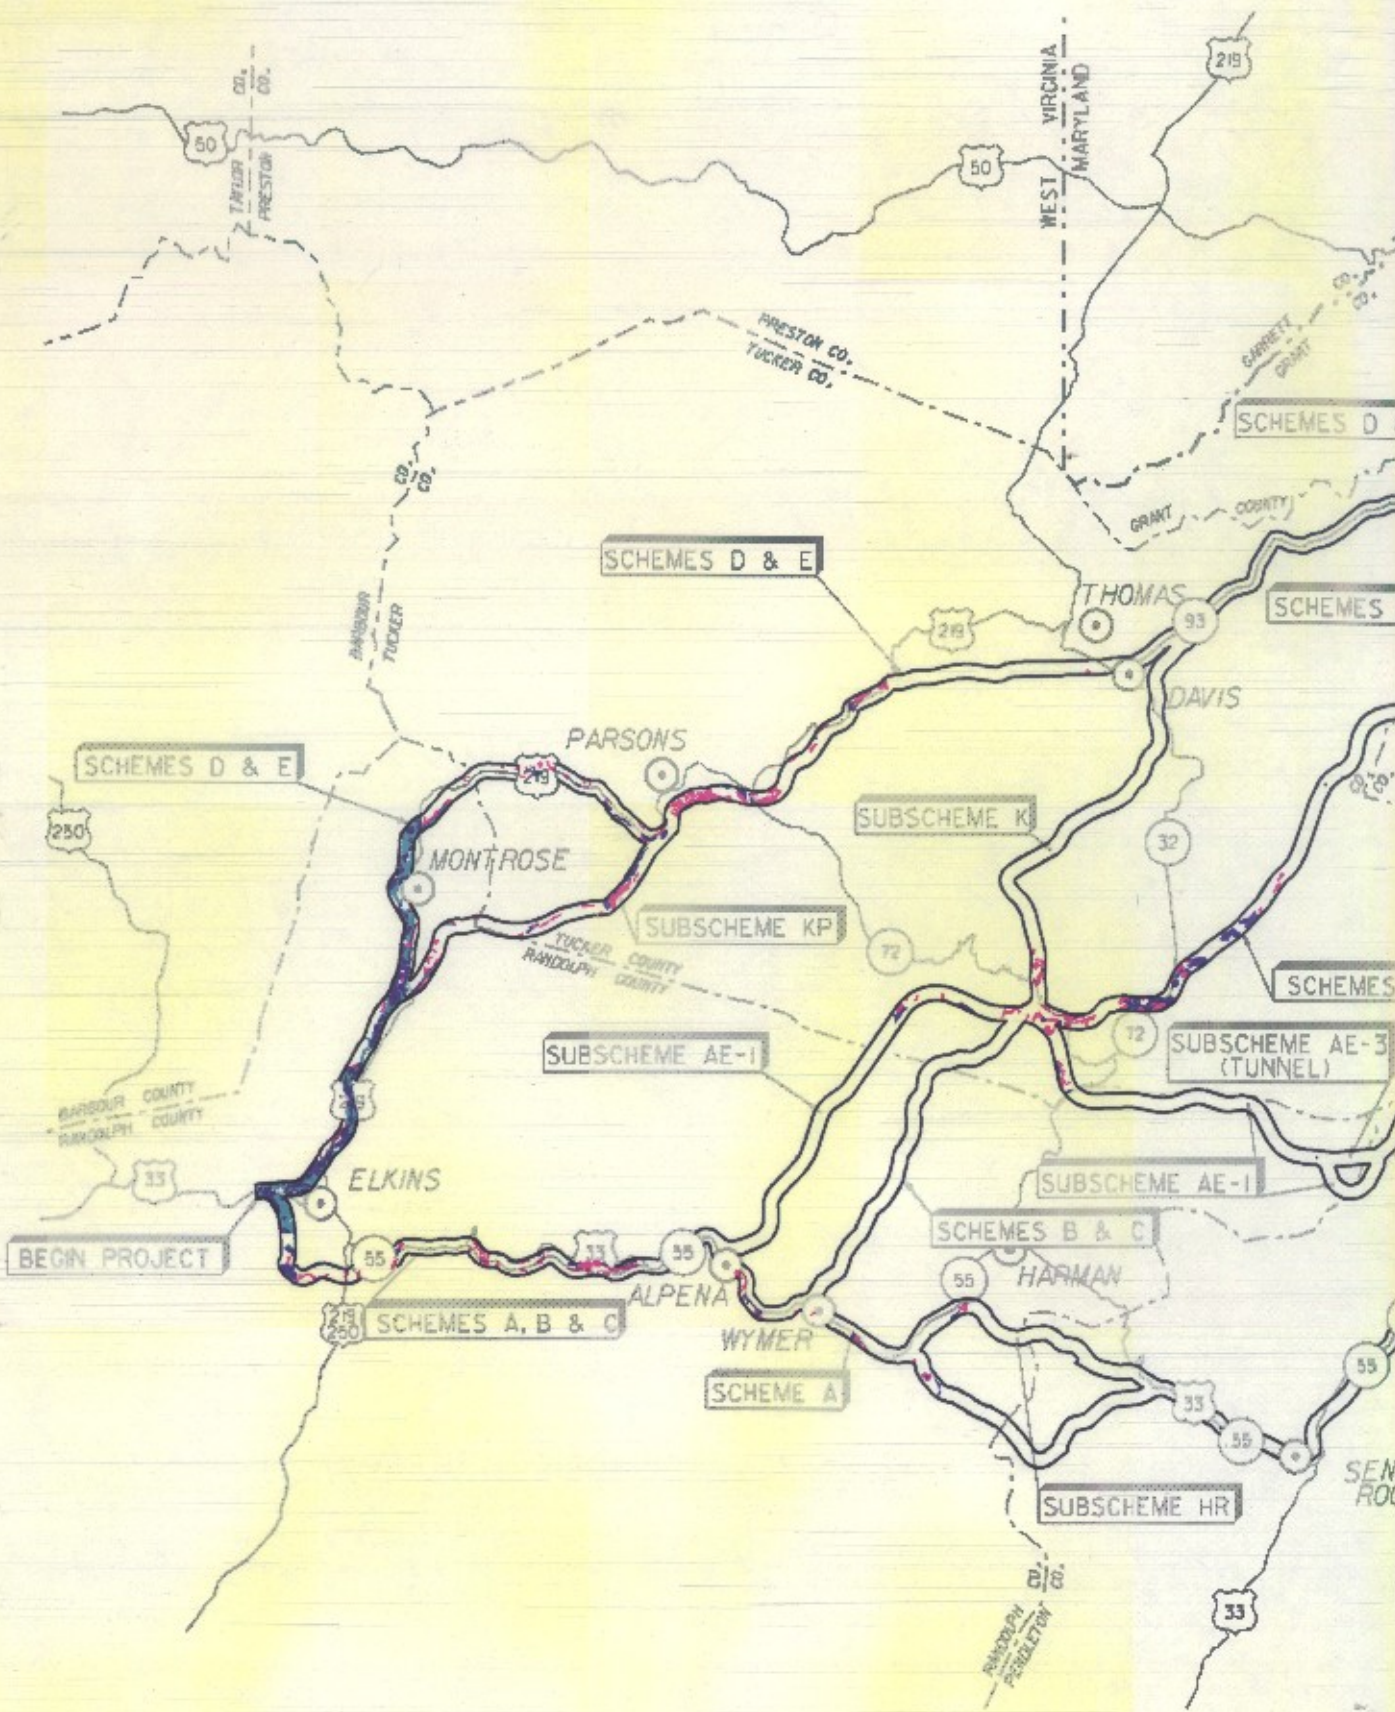 219
WEST VIRGINIA
MARYLAND
CO.
CO.
50
50
TAYLOR
PRESTON
PRESTON CO.
TUCKER CO.
CO.
CO.
GARRETT
GRANT
SCHEMES D
CO.
CO.
GRANT
COUNTY
SCHEMES D & E
THOMAS
93
SCHEMES
219
BARBOUR
TUCKER
DAVIS
PARSONS
SCHEMES D & E
219
250
SUBSCHEME K
32
MONTROSE
SUBSCHEME KP
TUCKER COUNTY
RANDOLPH COUNTY
72
SCHEMES
72
SUBSCHEME AE-1
SUBSCHEME AE-3
(TUNNEL)
219
BARBOUR COUNTY
RANDOLPH COUNTY
33
ELKINS
SUBSCHEME AE-1
SCHEMES B & C
BEGIN PROJECT
55
33
55
55
HARMAN
ALPENA
219
250
SCHEMES A, B & C
WYMER
SCHEME A
55
33
55
SEN
ROC
SUBSCHEME HR
33
RANDOLPH
PENDLETON